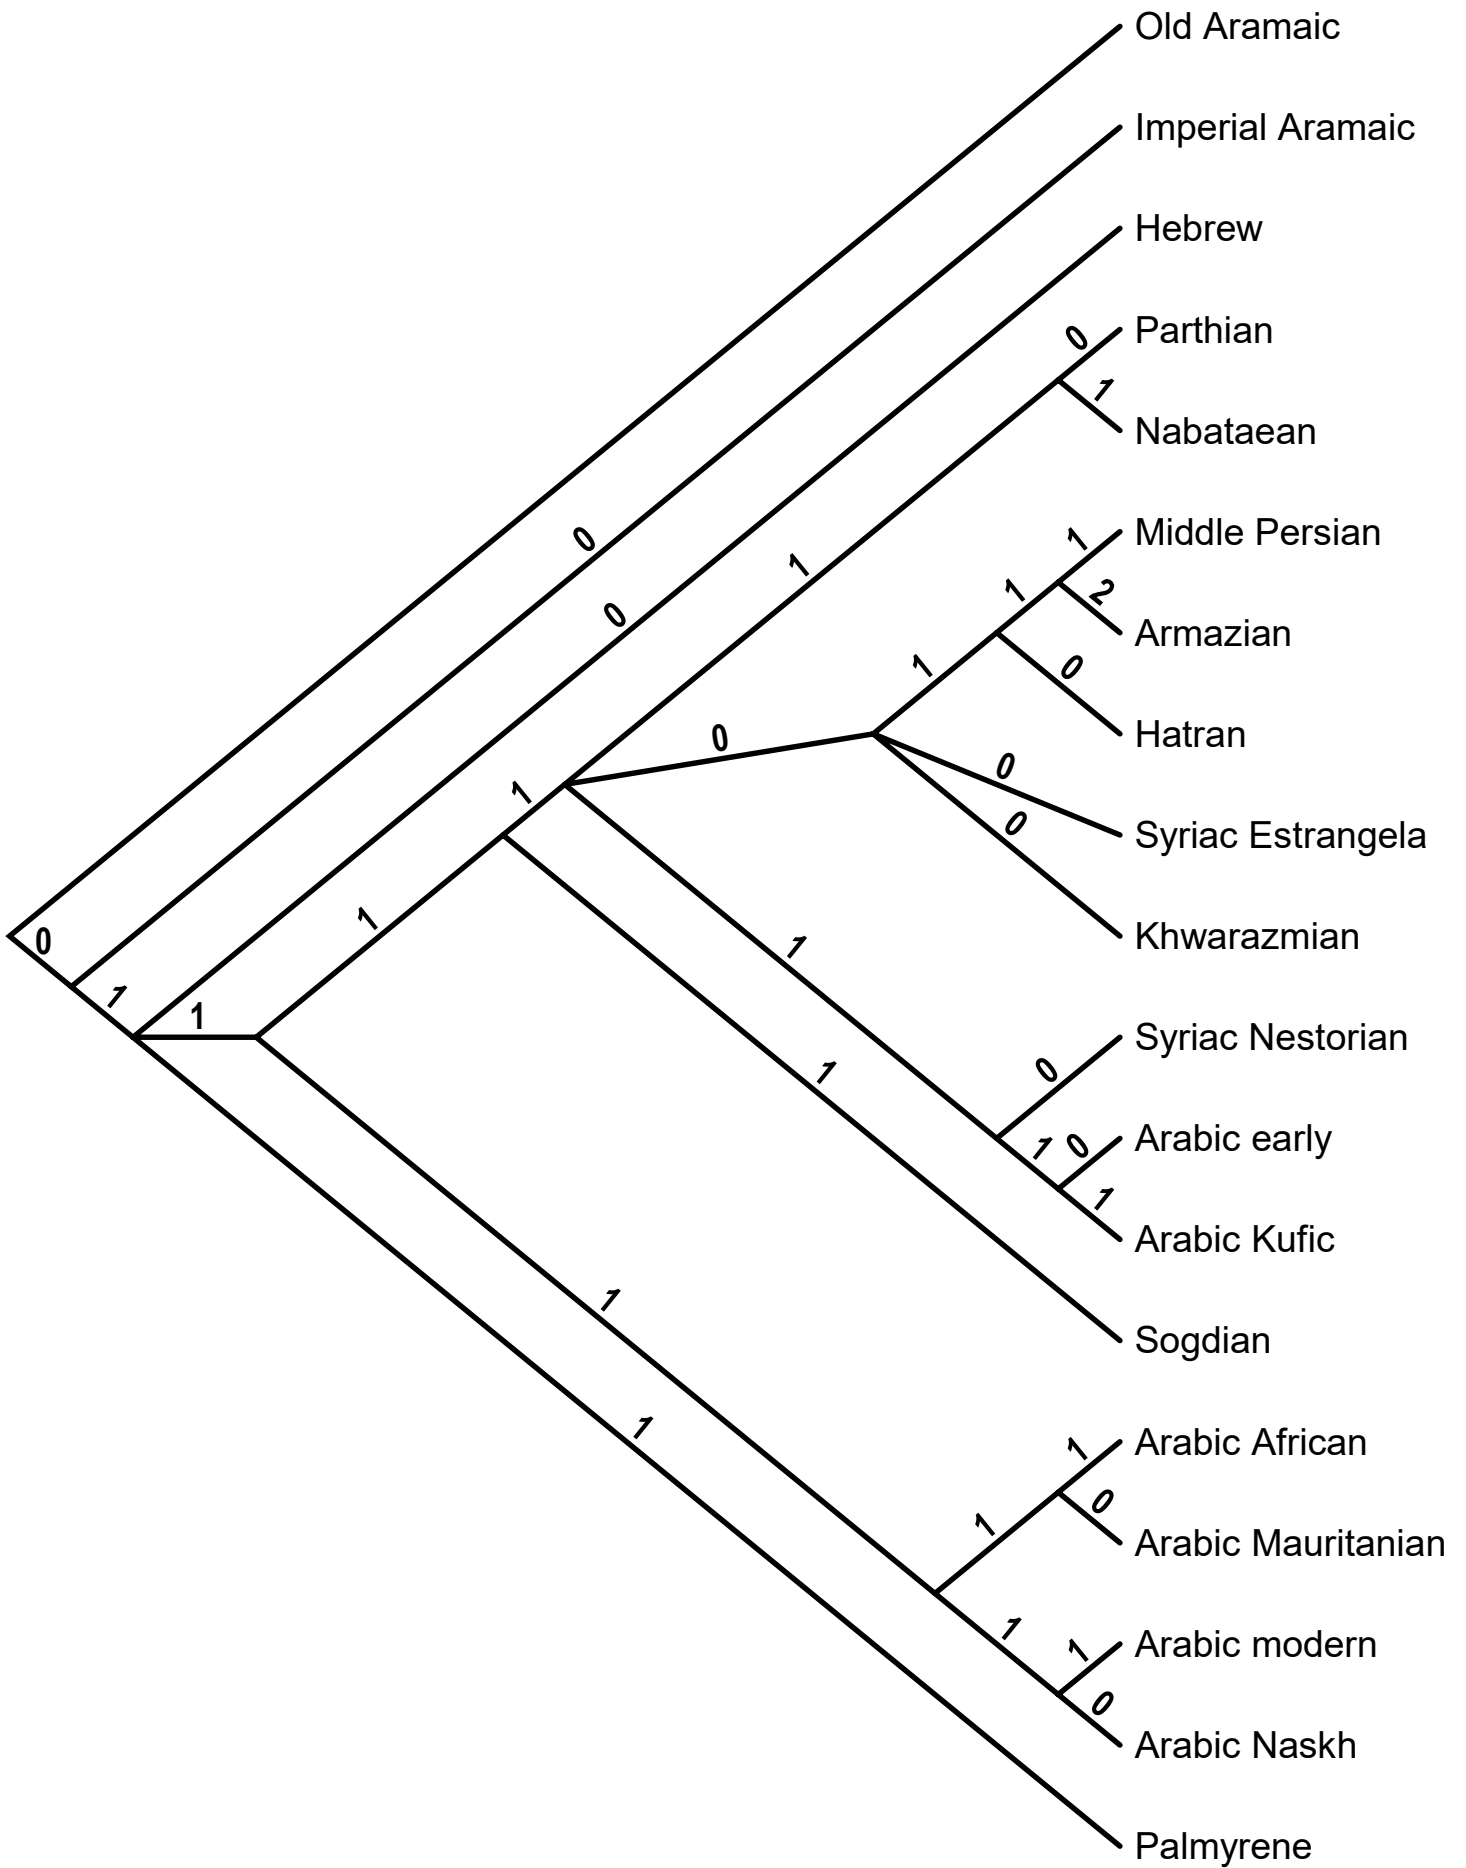 Old Aramaic
Imperial Aramaic
Hebrew
0
Parthian
1
Nabataean
0
1
Middle Persian
1
1
2
0
Armazian
1
0
Hatran
0
0
1
Syriac Estrangela
0
1
Khwarazmian
0
1
1
1
Syriac Nestorian
1
0
Arabic early
1
0
1
Arabic Kufic
1
Sogdian
1
1
1
Arabic African
0
1
Arabic Mauritanian
1
1
Arabic modern
0
Arabic Naskh
Palmyrene